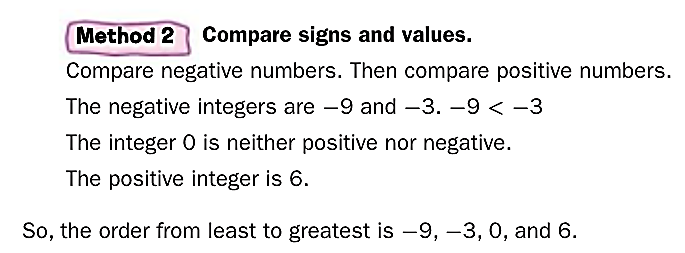 Method 2 Compare signs and values.
Compare negative numbers. Then compare positive numbers.
The negative integers are −9 and −3. −9 < −3
The integer 0 is neither positive nor negative.
The positive integer is 6.
So, the order from least to greatest is −9, −3, 0, and 6.